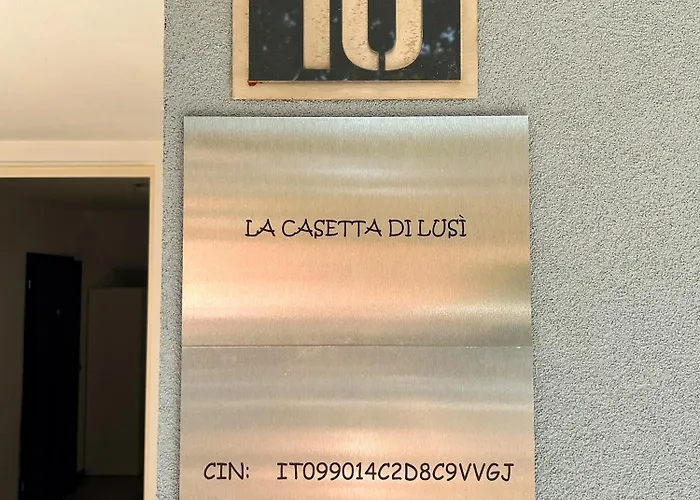 10
LA CASETTA DI LUSÌ
CIN: IT099014C2D8C9VVGJ